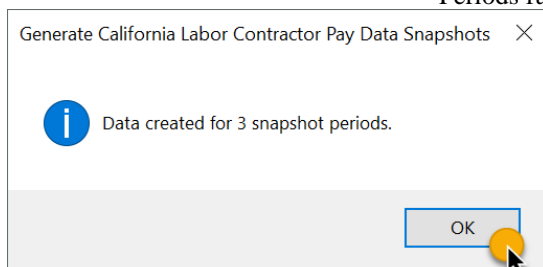 Generate California Labor Contractor Pay Data Snapshots
Data created for 3 snapshot periods.
OK